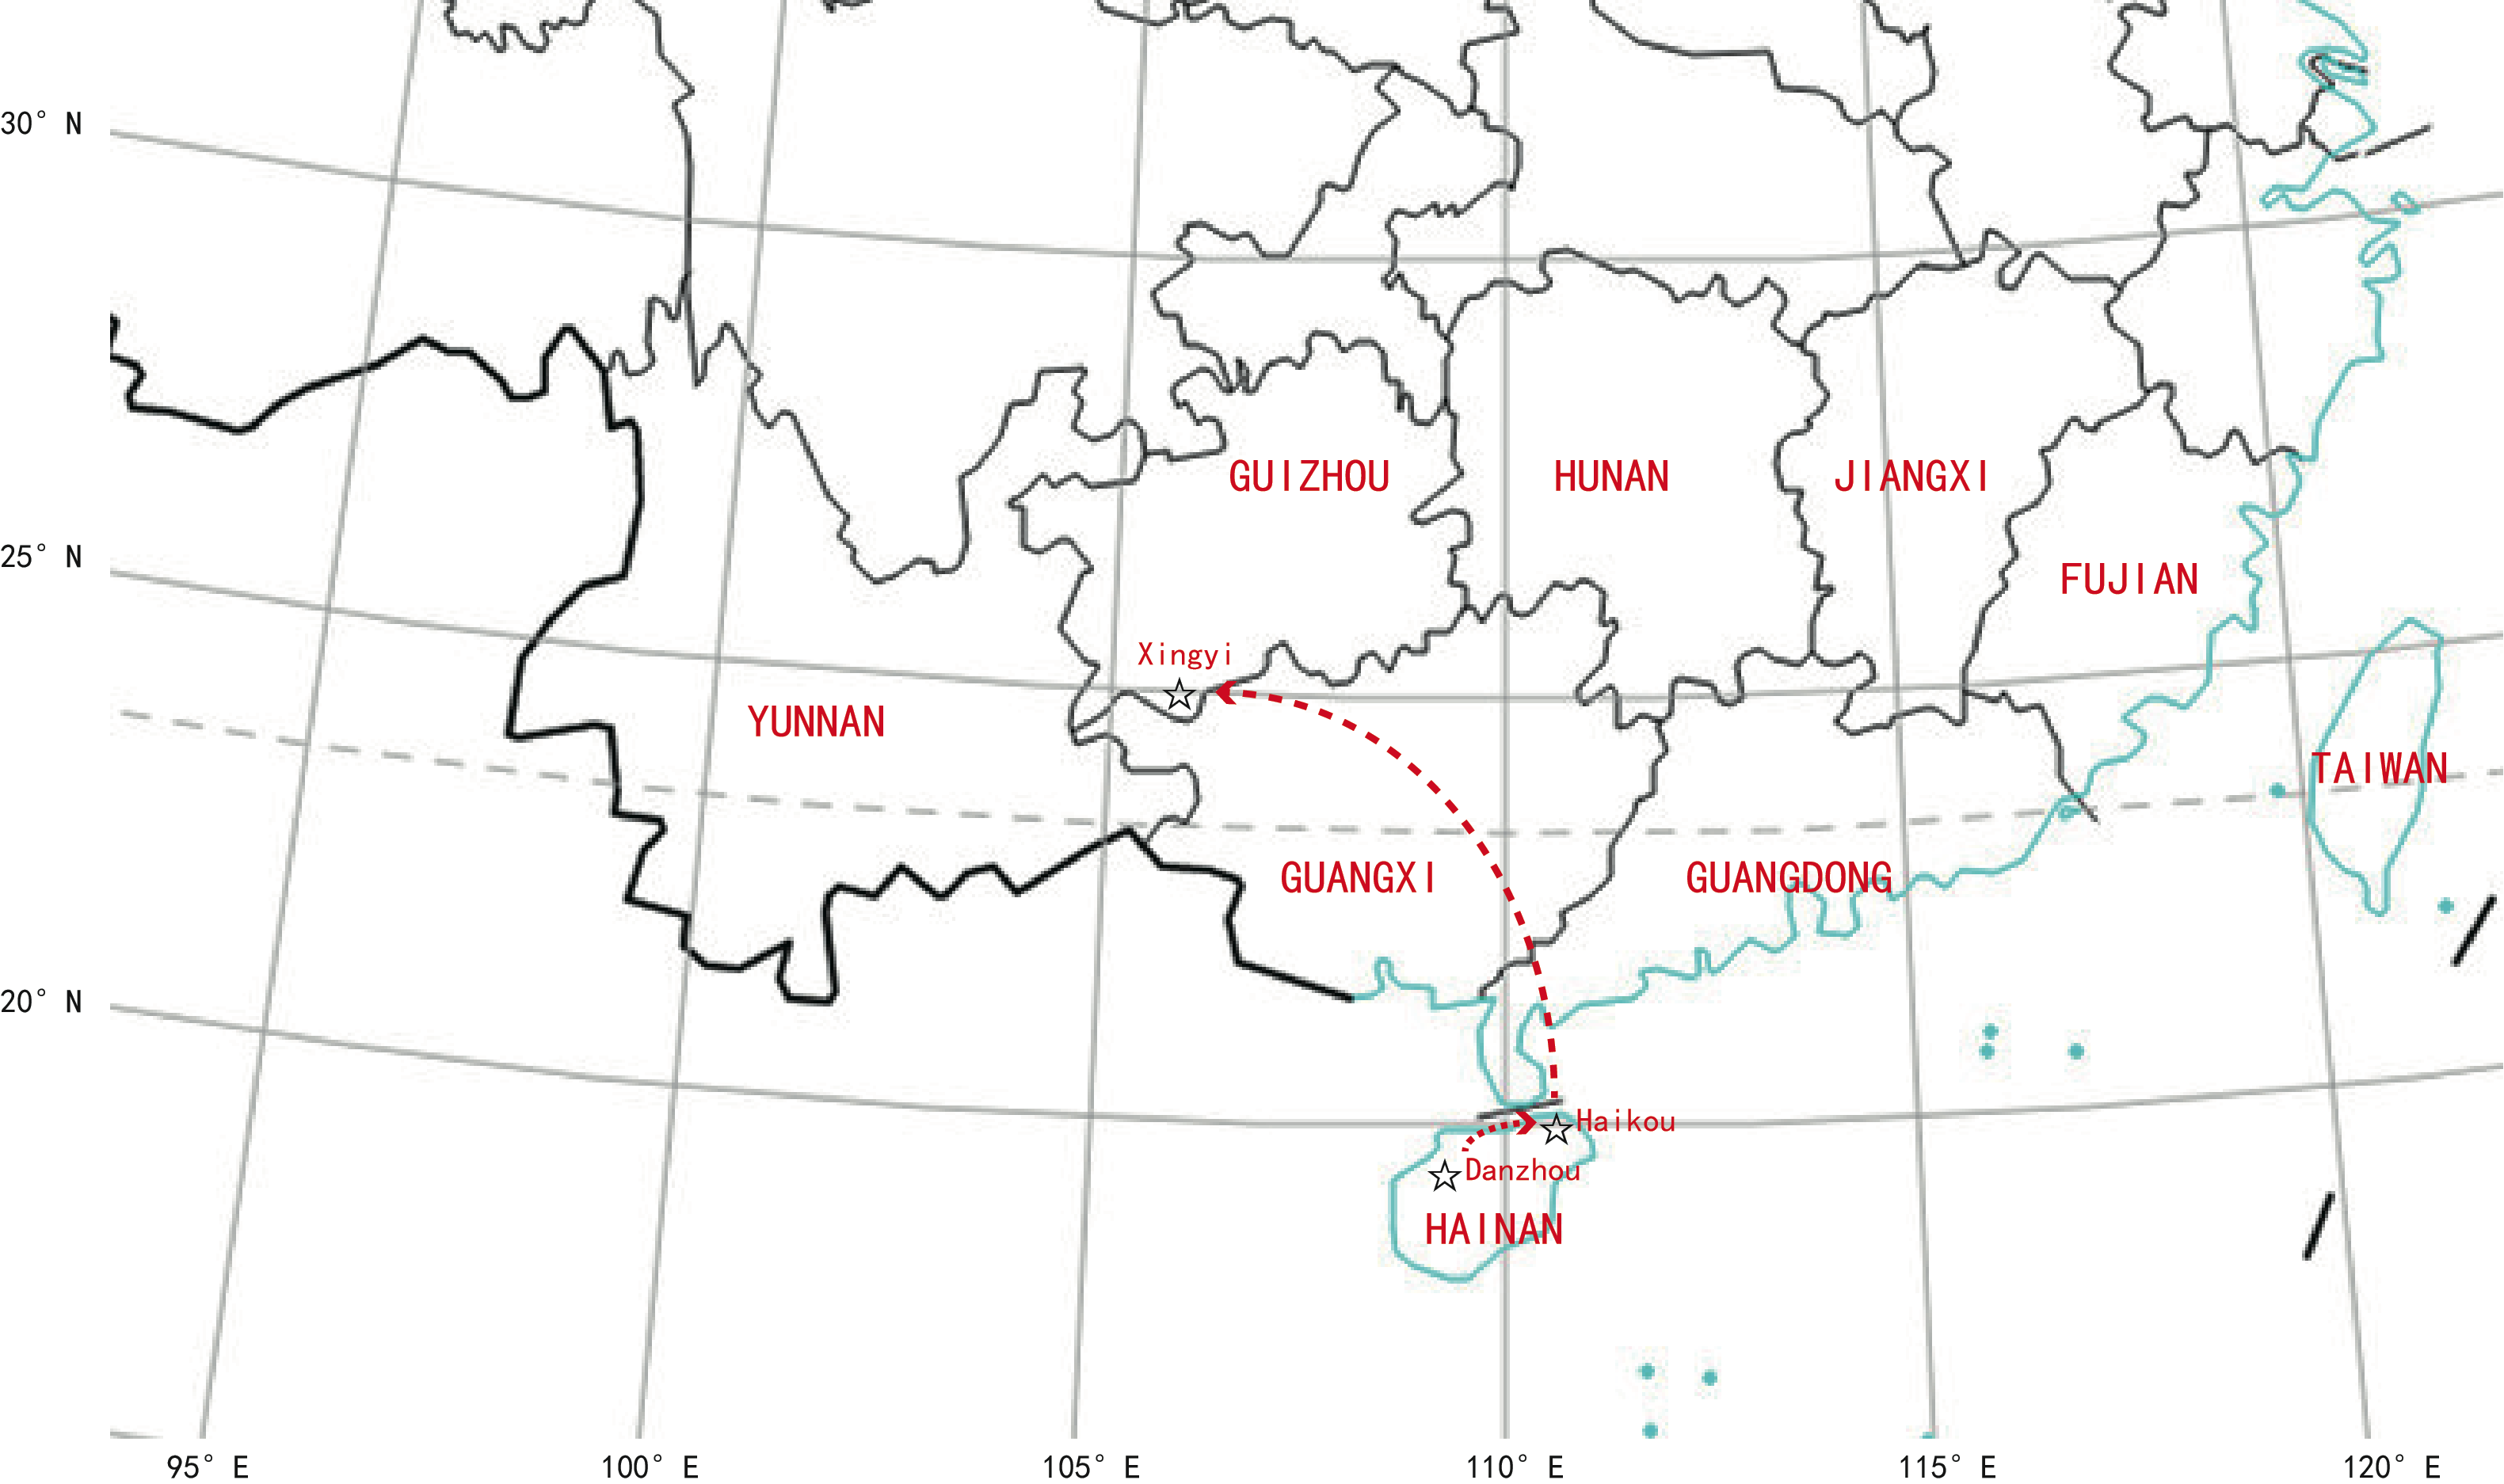 30° N
GUIZHOU
HUNAN
JIANGXI
25° N
FUJIAN
Xingyi
YUNNAN
TAIWAN
GUANGXI
GUANGDONG
20° N
Haikou
Danzhou
HAINAN
95° E
100° E
105° E
110° E
115° E
120° E